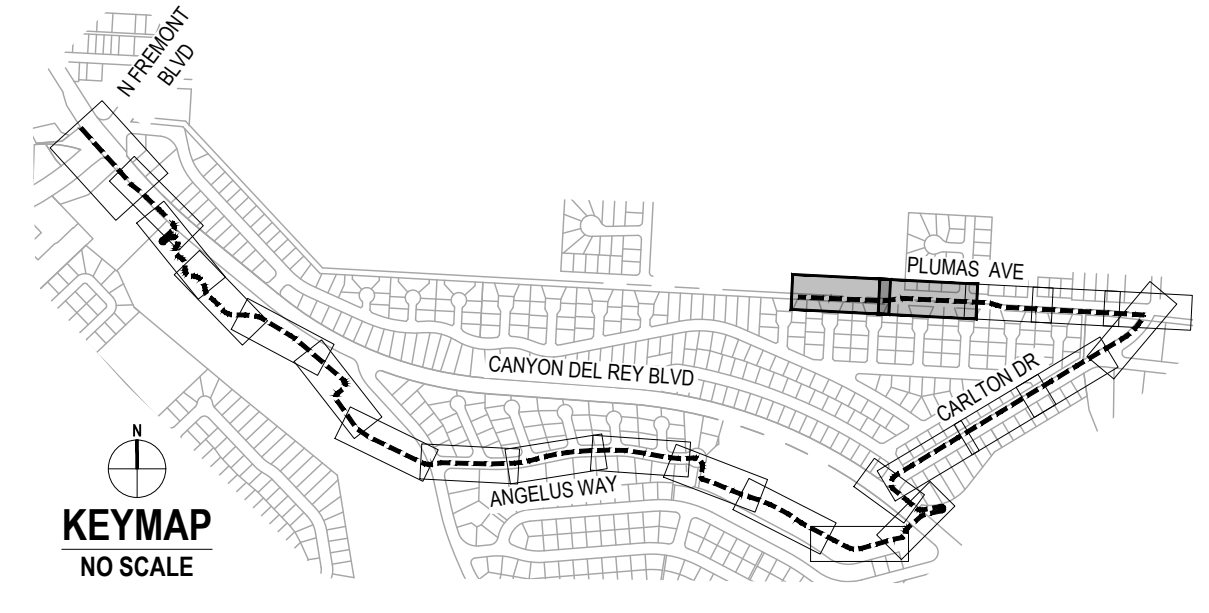 N FREMONT
BLVD
PLUMAS AVE
CANYON DEL REY BLVD
CARLTON DR
ANGELUS WAY
N
KEYMAP
NO SCALE